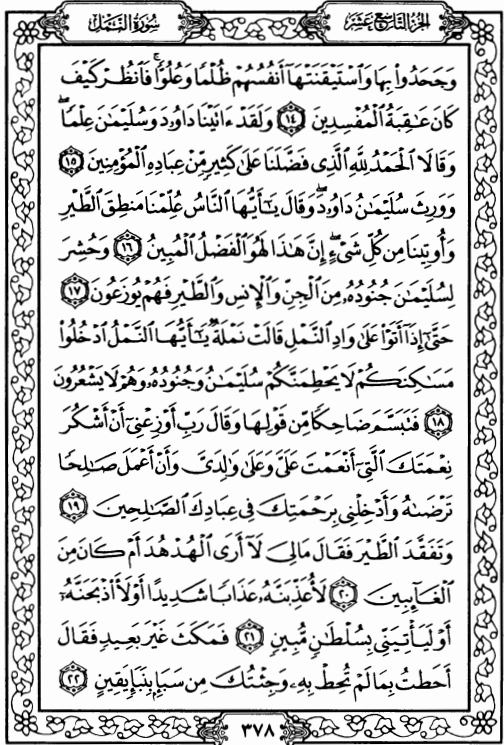 الجزء التاسع عشر
سورة النمل
وَجَحَدُواْ بِهَا وَٱسْتَيْقَنَتْهَآ أَنفُسُهُمْ ظُلْمًا وَعُلُوًّاۚ فَٱنظُرْ كَيْفَ
كَانَ عَٰقِبَةُ ٱلْمُفْسِدِينَ ١٤ وَلَقَدْ ءَاتَيْنَا دَاوُۥدَ وَسُلَيْمَٰنَ عِلْمًاۖ
وَقَالَا ٱلْحَمْدُ لِلَّهِ ٱلَّذِى فَضَّلَنَا عَلَىٰ كَثِيرٍ مِّنْ عِبَادِهِ ٱلْمُؤْمِنِينَ ١٥
وَوَرِثَ سُلَيْمَٰنُ دَاوُۥدَۖ وَقَالَ يَٰٓأَيُّهَا ٱلنَّاسُ عُلِّمْنَا مَنطِقَ ٱلطَّيْرِ
وَأُوتِينَا مِن كُلِّ شَىْءٍۖ إِنَّ هَٰذَا لَهُوَ ٱلْفَضْلُ ٱلْمُبِينُ ١٦ وَحُشِرَ
لِسُلَيْمَٰنَ جُنُودُهُۥ مِنَ ٱلْجِنِّ وَٱلْإِنسِ وَٱلطَّيْرِ فَهُمْ يُوزَعُونَ ١٧
حَتَّىٰٓ إِذَآ أَتَوْاْ عَلَىٰ وَادِ ٱلنَّمْلِ قَالَتْ نَمْلَةٌ يَٰٓأَيُّهَا ٱلنَّمْلُ ٱدْخُلُواْ
مَسَٰكِنَكُمْ لَا يَحْطِمَنَّكُمْ سُلَيْمَٰنُ وَجُنُودُهُۥ وَهُمْ لَا يَشْعُرُونَ
١٨ فَتَبَسَّمَ ضَاحِكًا مِّن قَوْلِهَا وَقَالَ رَبِّ أَوْزِعْنِىٓ أَنْ أَشْكُرَ
نِعْمَتَكَ ٱلَّتِىٓ أَنْعَمْتَ عَلَىَّ وَعَلَىٰ وَٰلِدَىَّ وَأَنْ أَعْمَلَ صَٰلِحًا
تَرْضَىٰهُ وَأَدْخِلْنِى بِرَحْمَتِكَ فِى عِبَادِكَ ٱلصَّٰلِحِينَ ١٩
وَتَفَقَّدَ ٱلطَّيْرَ فَقَالَ مَالِىَ لَآ أَرَى ٱلْهُدْهُدَ أَمْ كَانَ مِنَ
ٱلْغَآئِبِينَ ٢٠ لَأُعَذِّبَنَّهُۥ عَذَابًا شَدِيدًا أَوْ لَأَاْذْبَحَنَّهُۥٓ
أَوْ لَيَأْتِيَنِّى بِسُلْطَٰنٍ مُّبِينٍ ٢١ فَمَكَثَ غَيْرَ بَعِيدٍ فَقَالَ
أَحَطتُ بِمَا لَمْ تُحِطْ بِهِۦ وَجِئْتُكَ مِن سَبَإٍۭ بِنَبَإٍ يَقِينٍ ٢٢
٣٧٨